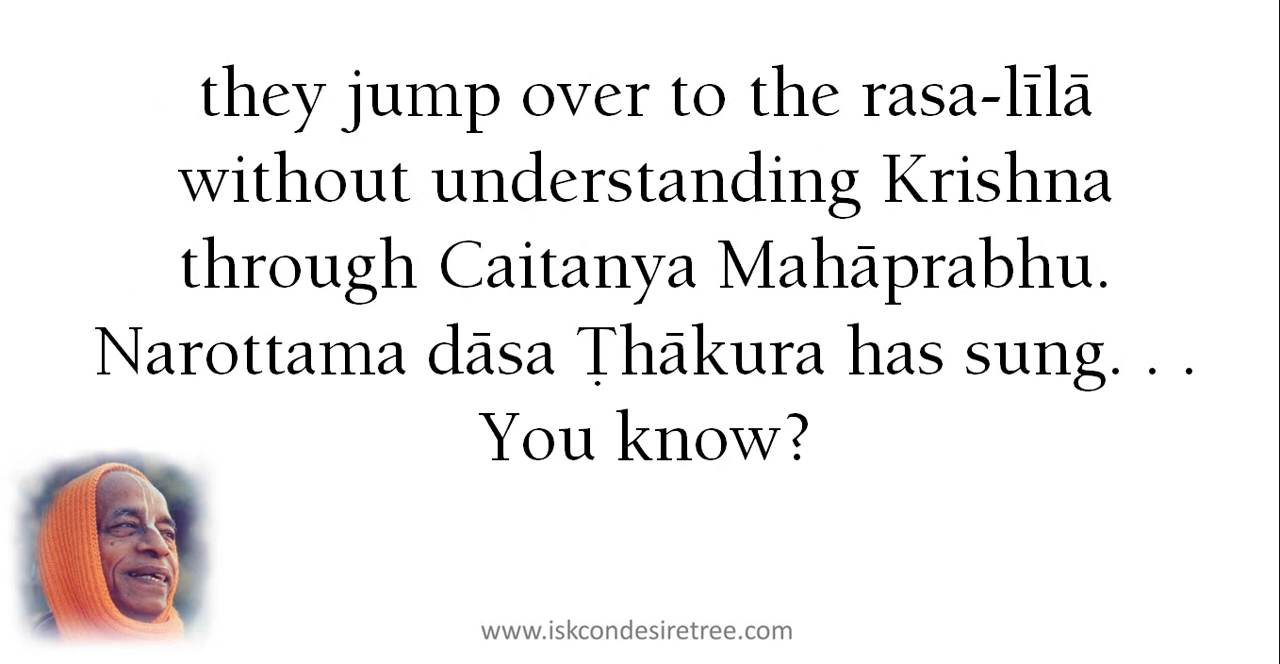 they jump over to the rasa-līlā
without understanding Krishna
through Caitanya Mahāprabhu.
Narottama dāsa Ṭhākura has sung. . .
You know?
www.iskcondesiretree.com